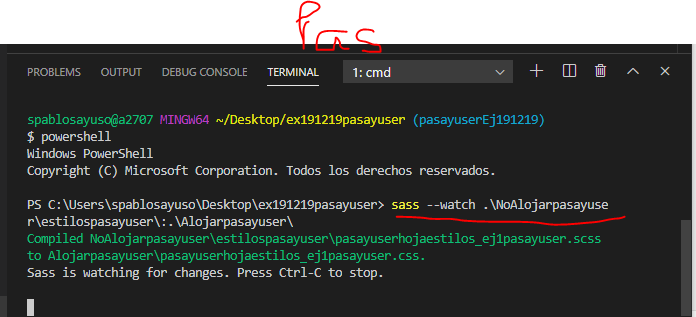 Pas
PROBLEMS OUTPUT DEBUG CONSOLE TERMINAL 1: cmd
spablosayuso@a2707 MINGW64 ~/Desktop/ex191219pasayuser (pasayuserEj191219)
$ powershell
Windows PowerShell
Copyright (C) Microsoft Corporation. Todos los derechos reservados.
PS C:\Users\spablosayuso\Desktop\ex191219pasayuser> sass --watch .\NoAlojarpasayuse
r\estilospasayuser\:.\Alojarpasayuser\
Compiled NoAlojarpasayuser\estilospasayuser\pasayuserhojaestilos_ej1pasayuser.scss
to Alojarpasayuser\pasayuserhojaestilos_ej1pasayuser.css.
Sass is watching for changes. Press Ctrl-C to stop.